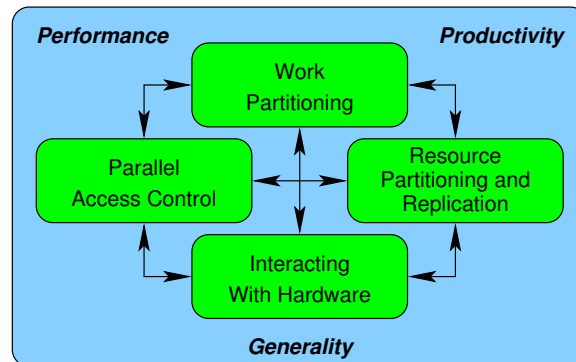 Performance
Productivity
Work
Partitioning
Parallel
Access Control
Resource
Partitioning and
Replication
Interacting
With Hardware
Generality